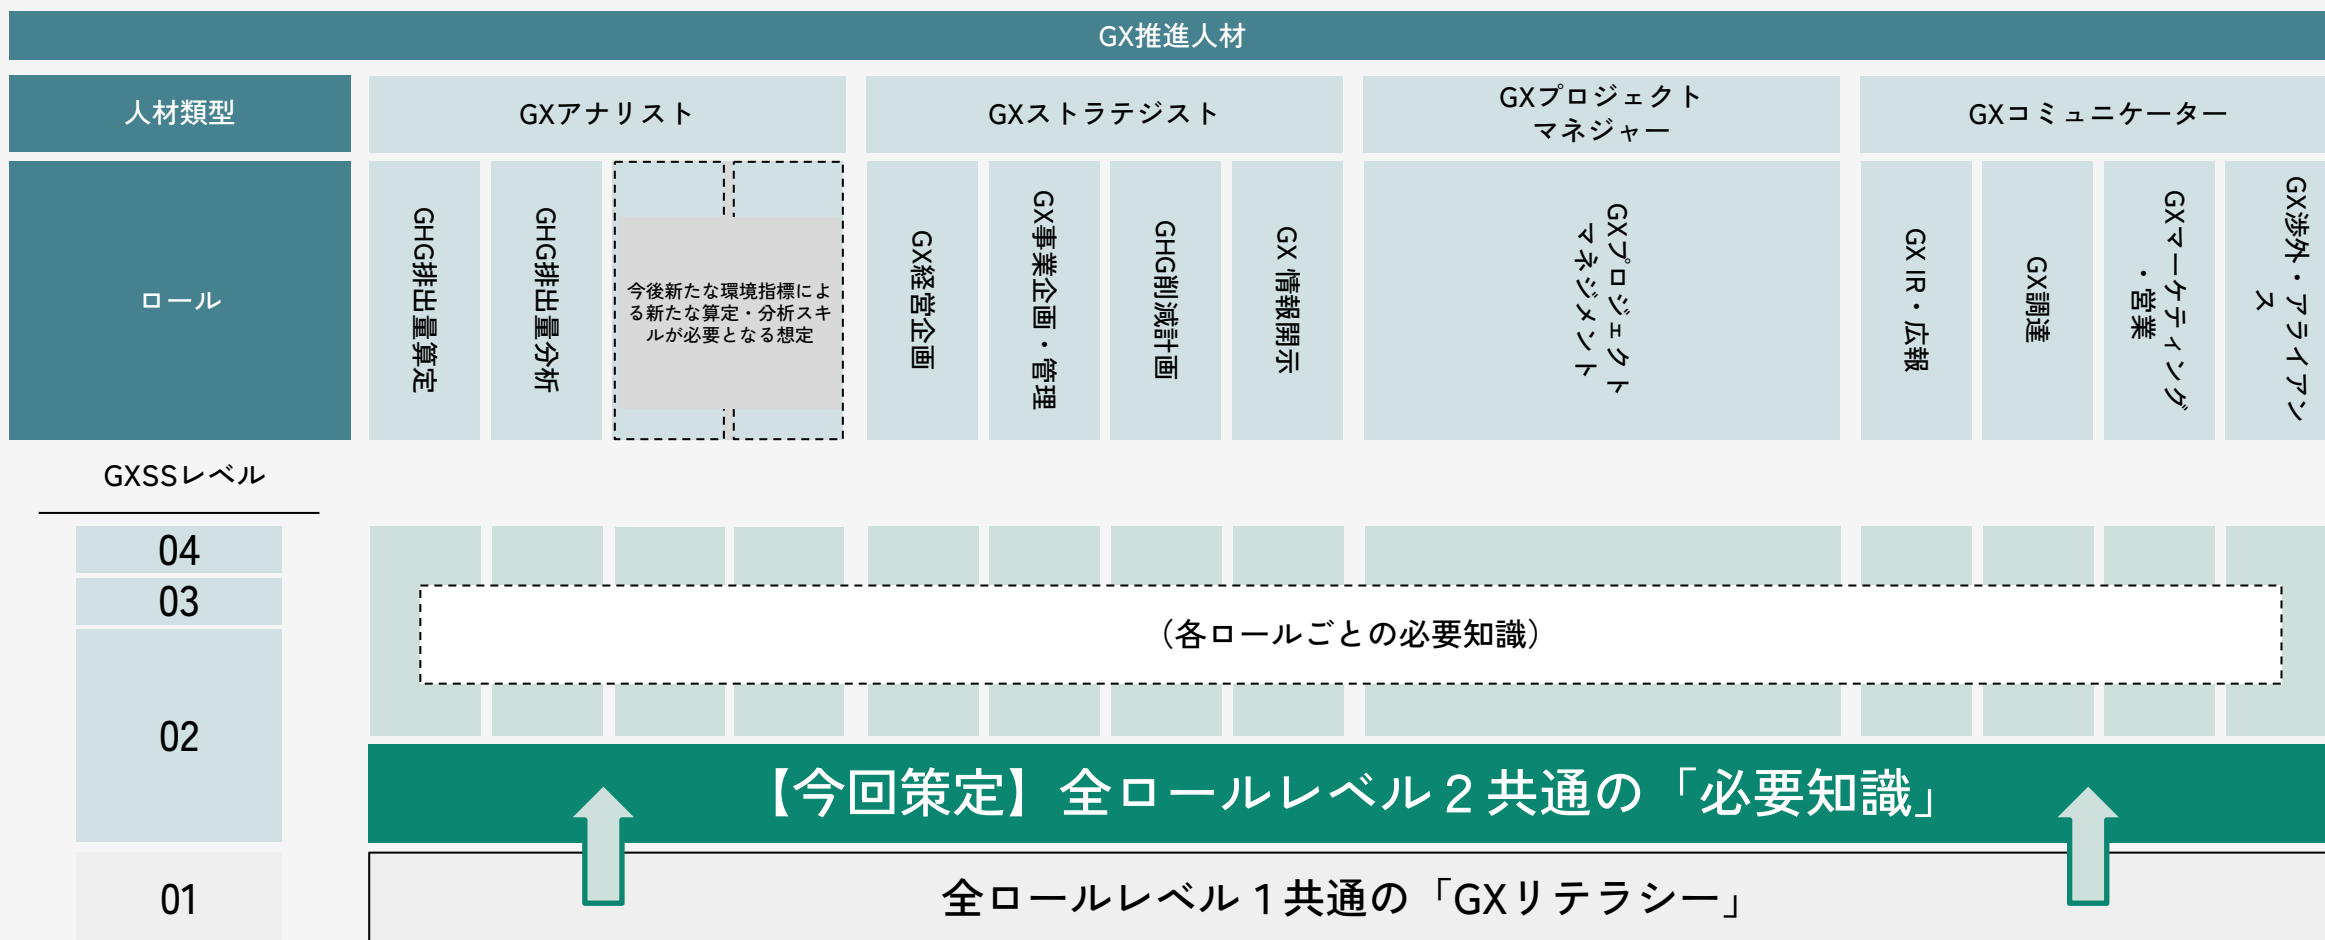 GX推進人材
人材類型
GXアナリスト
GXストラテジスト
GXプロジェクト
マネジャー
GXコミュニケーター
ロール
GHG排出量算定
GHG排出量分析
今後新たな環境指標によ
る新たな算定・分析スキ
ルが必要となる想定
GX経営企画
GX事業企画・管理
GHG削減計画
GX 情報開示
GXプロジェクト
マネジメント
GX IR・広報
GX調達
GXマーケティング
・営業
GX渉外・アライアン
ス
GXSSレベル
04
03
（各ロールごとの必要知識）
02
【今回策定】全ロールレベル２共通の「必要知識」
01
全ロールレベル１共通の「GXリテラシー」